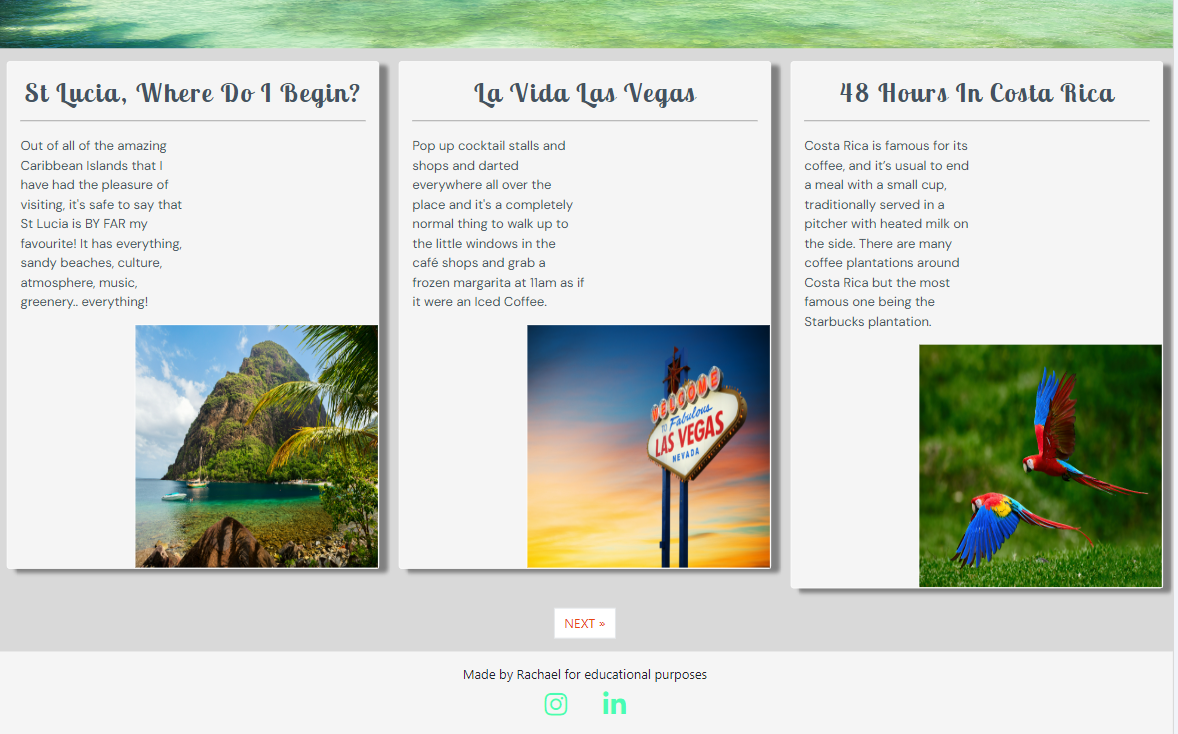 St Lucia, Where Do I Begin?
Out of all of the amazing
Caribbean Islands that I
have had the pleasure of
visiting, it's safe to say that
St Lucia is BY FAR my
favourite! It has everything,
sandy beaches, culture,
atmosphere, music,
greenery.. everything!
La Vida Las Vegas
Pop up cocktail stalls and
shops and darted
everywhere all over the
place and it's a completely
normal thing to walk up to
the little windows in the
café shops and grab a
frozen margarita at 11am as if
it were an Iced Coffee.
WELCOME
TO Fabulous
LAS VEGAS
NEVADA
48 Hours In Costa Rica
Costa Rica is famous for its
coffee, and it’s usual to end
a meal with a small cup,
traditionally served in a
pitcher with heated milk on
the side. There are many
coffee plantations around
Costa Rica but the most
famous one being the
Starbucks plantation.
NEXT »
Made by Rachael for educational purposes
in